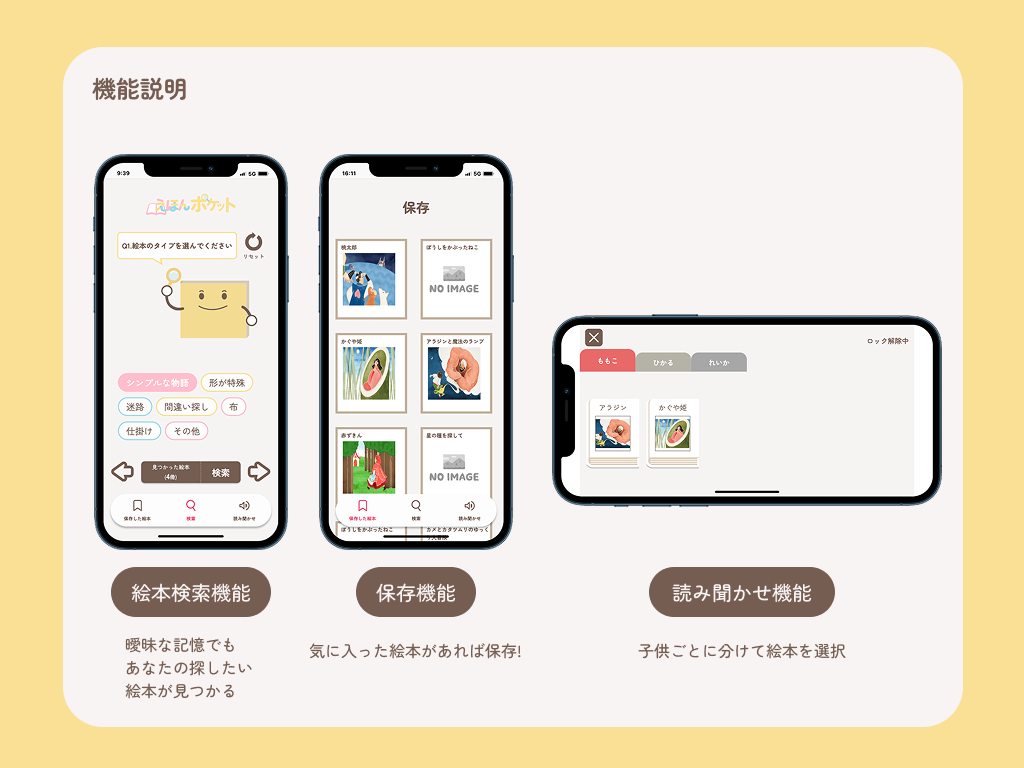 機能説明
9:39
5G
えほんポケット
Q1.絵本のタイプを選んでください
リセット
シンプルな物語
形が特殊
迷路
間違い探し
布
仕掛け
その他
見つかった絵本
(4冊)
検索
保存した絵本
検索
読み聞かせ
16:11
5G
保存
桃太郎
ぼうしをかぶったねこ
NO IMAGE
かぐや姫
アラジンと魔法のランプ
赤ずきん
星の種を探して
NO IMAGE
保存した絵本
検索
読み聞かせ
ぼうしをかぶったねこ
カメとカタツムリのゆっく
ロック解除中
ももこ
ひかる
れいか
アラジン
かぐや姫
絵本検索機能
曖昧な記憶でも
あなたの探したい
絵本が見つかる
保存機能
気に入った絵本があれば保存!
読み聞かせ機能
子供ごとに分けて絵本を選択